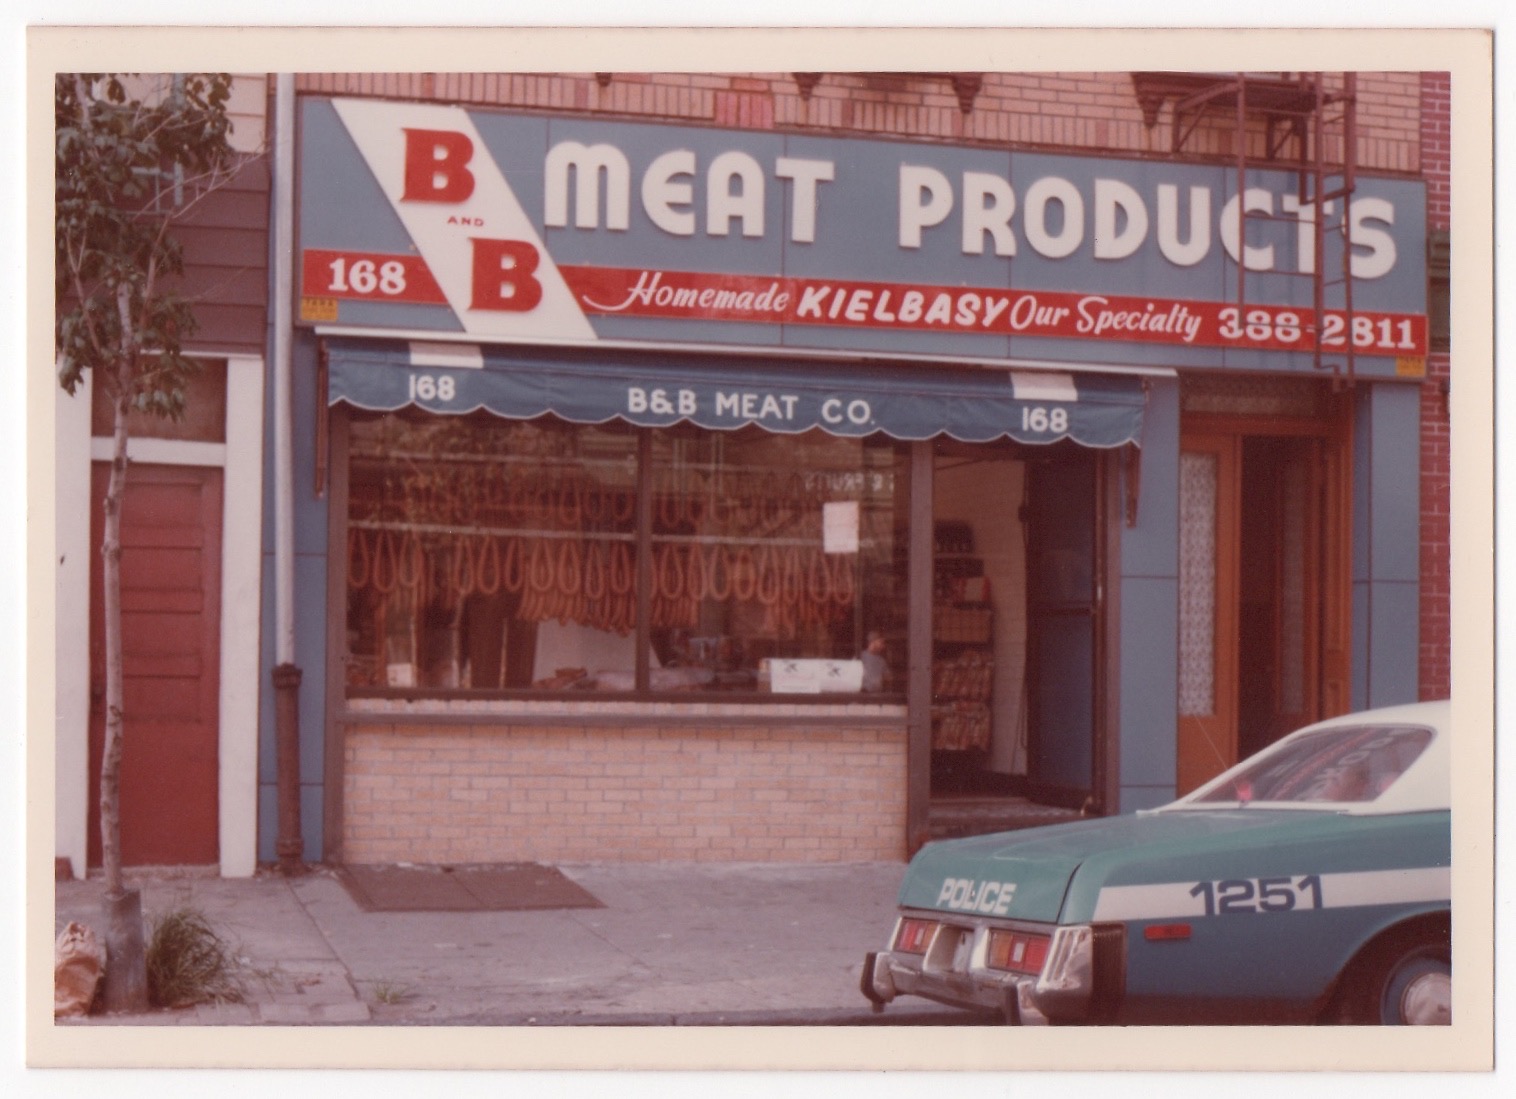 B
AND
B
MEAT PRODUCTS
168
Homemade KIELBASY Our Specialty 388-2811
168
B&B MEAT CO.
168
POLICE
1251